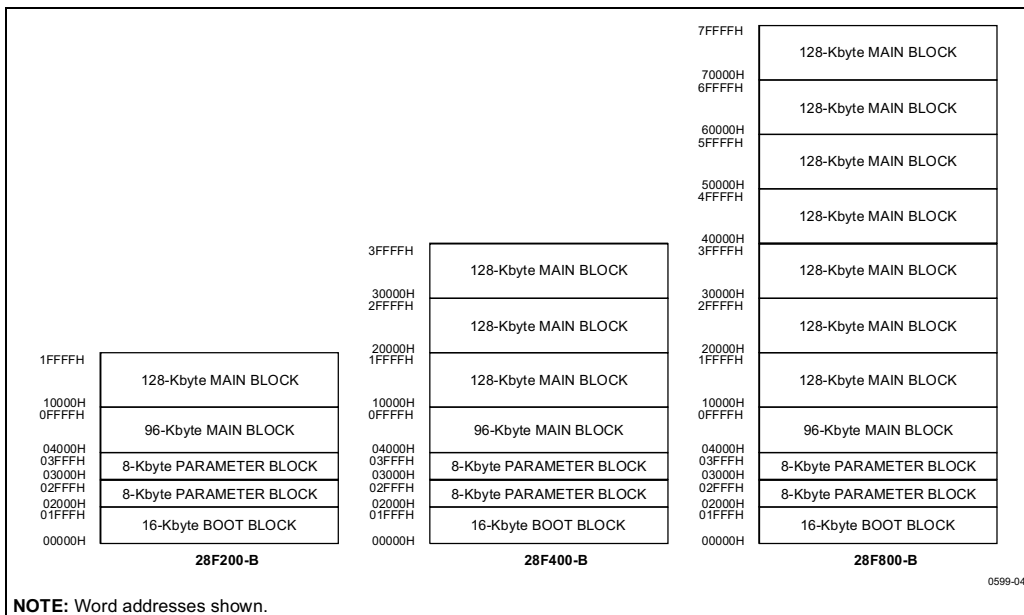 7FFFFH
128-Kbyte MAIN BLOCK
70000H
6FFFFH
128-Kbyte MAIN BLOCK
60000H
5FFFFH
128-Kbyte MAIN BLOCK
50000H
4FFFFH
128-Kbyte MAIN BLOCK
3FFFFH 40000H
3FFFFH
128-Kbyte MAIN BLOCK 128-Kbyte MAIN BLOCK
30000H 30000H
2FFFFH 2FFFFH
128-Kbyte MAIN BLOCK 128-Kbyte MAIN BLOCK
20000H 20000H
1FFFFH 1FFFFH 1FFFFH
128-Kbyte MAIN BLOCK 128-Kbyte MAIN BLOCK 128-Kbyte MAIN BLOCK
10000H 10000H 10000H
0FFFFH 0FFFFH 0FFFFH
96-Kbyte MAIN BLOCK 96-Kbyte MAIN BLOCK 96-Kbyte MAIN BLOCK
04000H 04000H 04000H
03FFFH 8-Kbyte PARAMETER BLOCK 03FFFH 8-Kbyte PARAMETER BLOCK 03FFFH 8-Kbyte PARAMETER BLOCK
03000H 03000H 03000H
02FFFH 8-Kbyte PARAMETER BLOCK 02FFFH 8-Kbyte PARAMETER BLOCK 02FFFH 8-Kbyte PARAMETER BLOCK
02000H 02000H 02000H
01FFFH 01FFFH 01FFFH
16-Kbyte BOOT BLOCK 16-Kbyte BOOT BLOCK 16-Kbyte BOOT BLOCK
00000H 00000H 00000H
28F200-B 28F400-B 28F800-B
0599-04
NOTE: Word addresses shown.